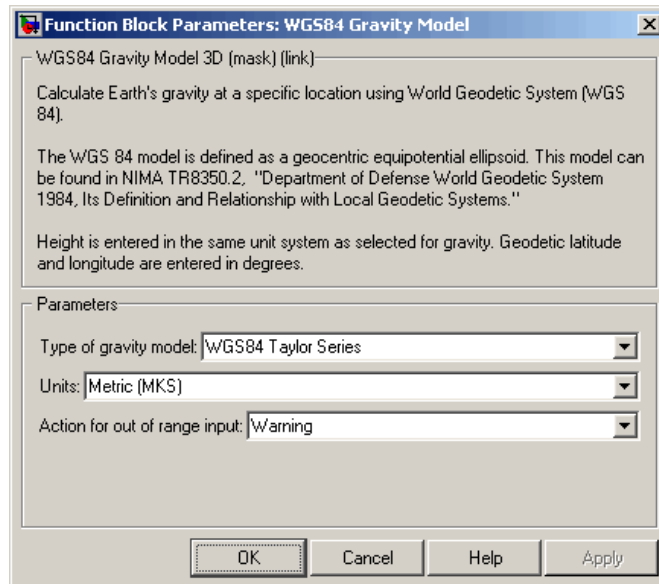 Function Block Parameters: WGS84 Gravity Model
WGS84 Gravity Model 3D (mask) (link)
Calculate Earth's gravity at a specific location using World Geodetic System (WGS
84).
The WGS 84 model is defined as a geocentric equipotential ellipsoid. This model can
be found in NIMA TR8350.2, "Department of Defense World Geodetic System
1984, Its Definition and Relationship with Local Geodetic Systems."
Height is entered in the same unit system as selected for gravity. Geodetic latitude
and longitude are entered in degrees.
Parameters
Type of gravity model: WGS84 Taylor Series
Units: Metric (MKS)
Action for out of range input: Warning
OK Cancel Help Apply